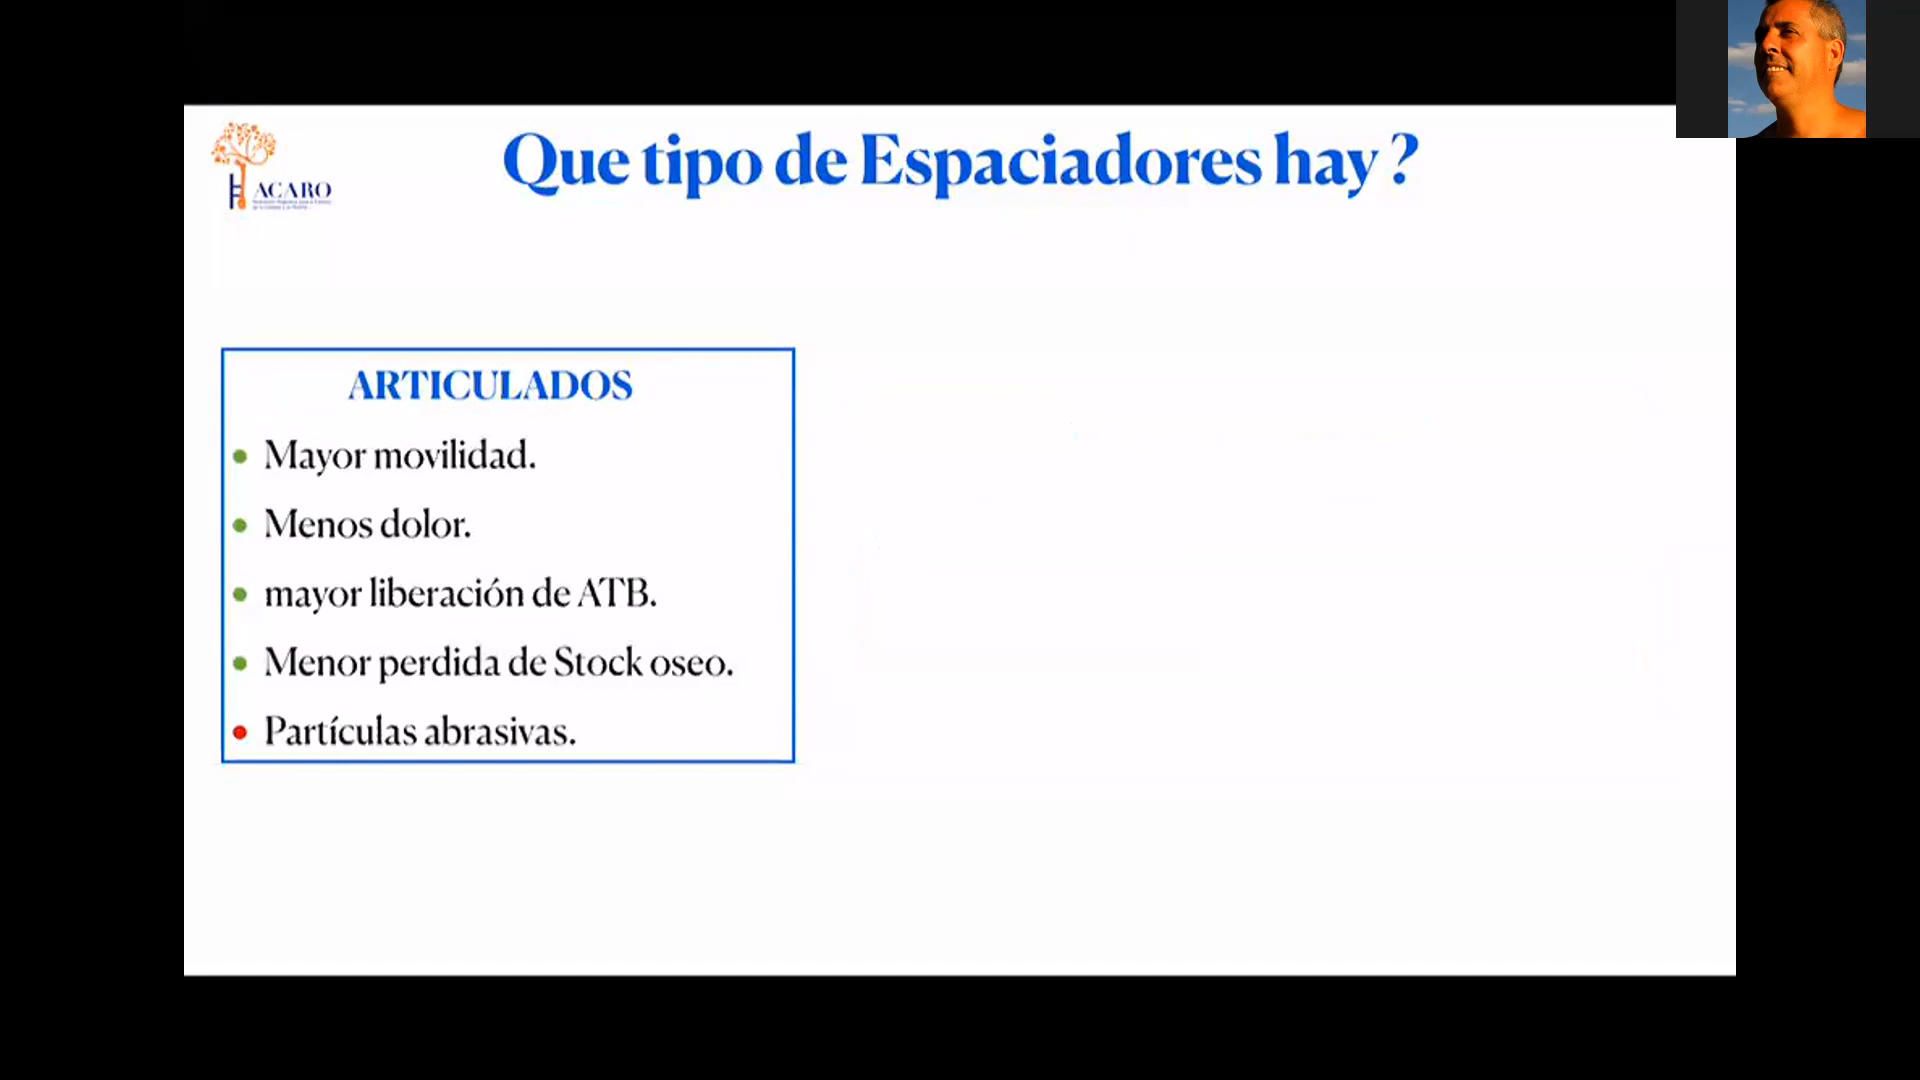 ACARO
Que tipo de Espaciadores hay ?
ARTICULADOS
Mayor movilidad.
Menos dolor.
mayor liberación de ATB.
Menor perdida de Stock oseo.
Partículas abrasivas.